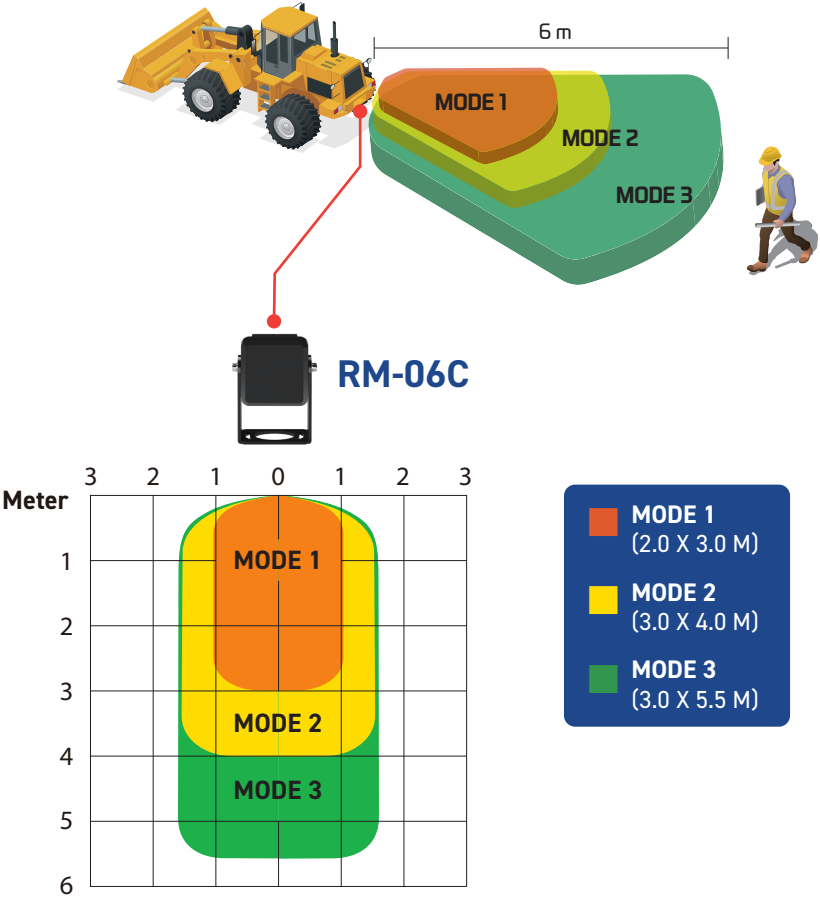 6 m
MODE 1
MODE 2
MODE 3
RM-06C
3 2 1 0 1 2 3
Meter
MODE 1
1
2
3
MODE 2
4
MODE 3
5
6
MODE 1
(2.0 X 3.0 M)
MODE 2
(3.0 X 4.0 M)
MODE 3
(3.0 X 5.5 M)